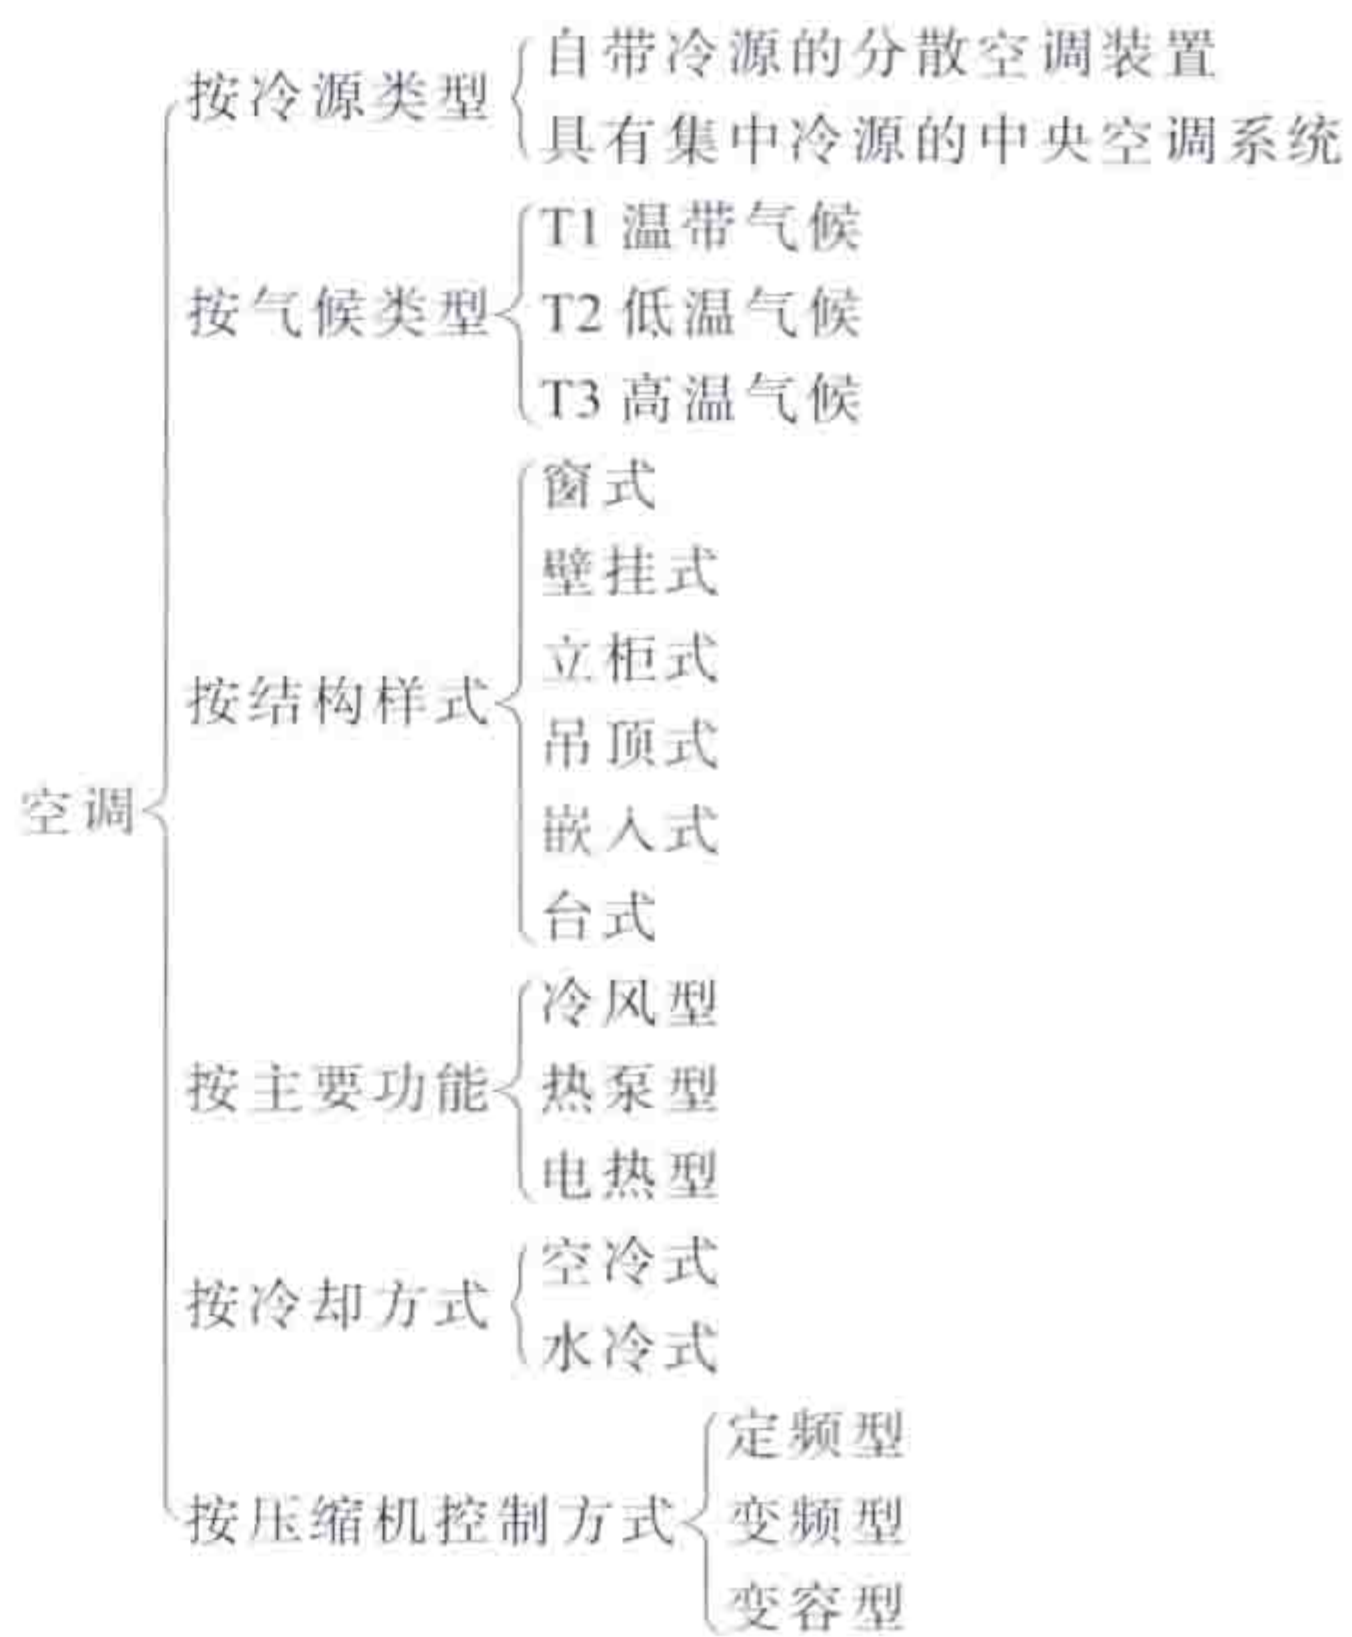 空调
按冷源类型
自带冷源的分散空调装置
具有集中冷源的中央空调系统
按气候类型
T1 温带气候
T2 低温气候
T3 高温气候
按结构样式
窗式
壁挂式
立柜式
吊顶式
嵌入式
台式
按主要功能
冷风型
热泵型
电热型
按冷却方式
空冷式
水冷式
按压缩机控制方式
定频型
变频型
变容型